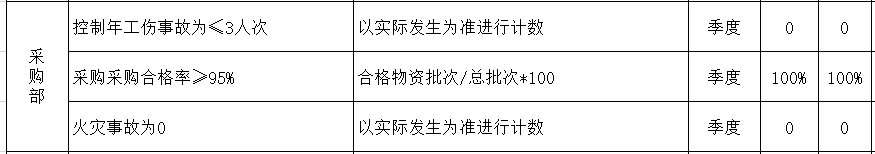 采购部
控制年工伤事故为≤3人次 以实际发生为准进行计数 季度 0 0
采购采购合格率≥95% 合格物资批次/总批次*100 季度 100% 100%
火灾事故为0 以实际发生为准进行计数 季度 0 0